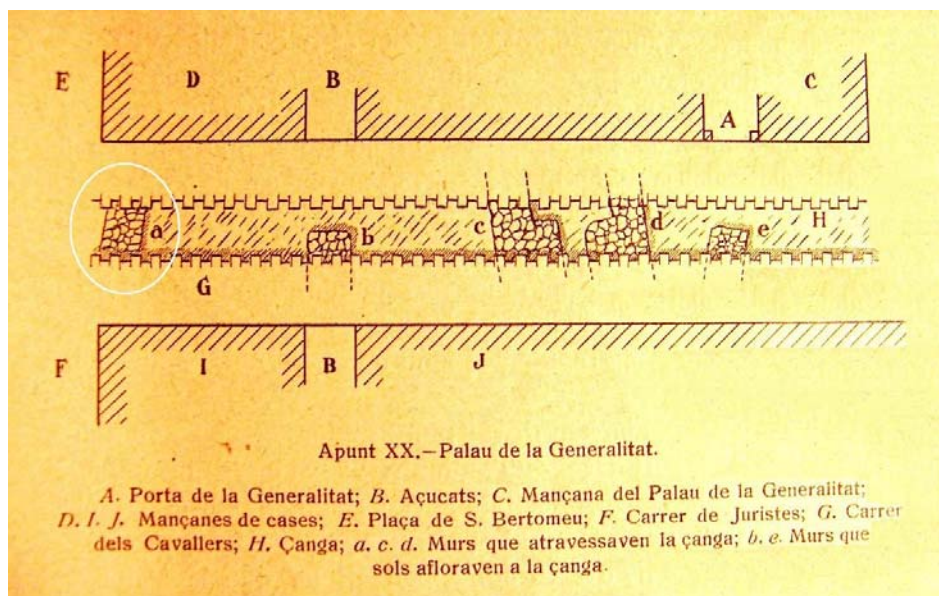 E D B C
A
a b c d e H
G
F I B J
Apunt XX.—Palau de la Generalitat.
A. Porta de la Generalitat; B. Açucats; C. Mançana del Palau de la Generalitat;
D. I. J. Mançanes de cases; E. Plaça de S. Bertomeu; F. Carrer de Juristes; G. Carrer
dels Cavallers; H. Çanga; a. c. d. Murs que atravessaven la çanga; b. e. Murs que
sols afloraven a la çanga.